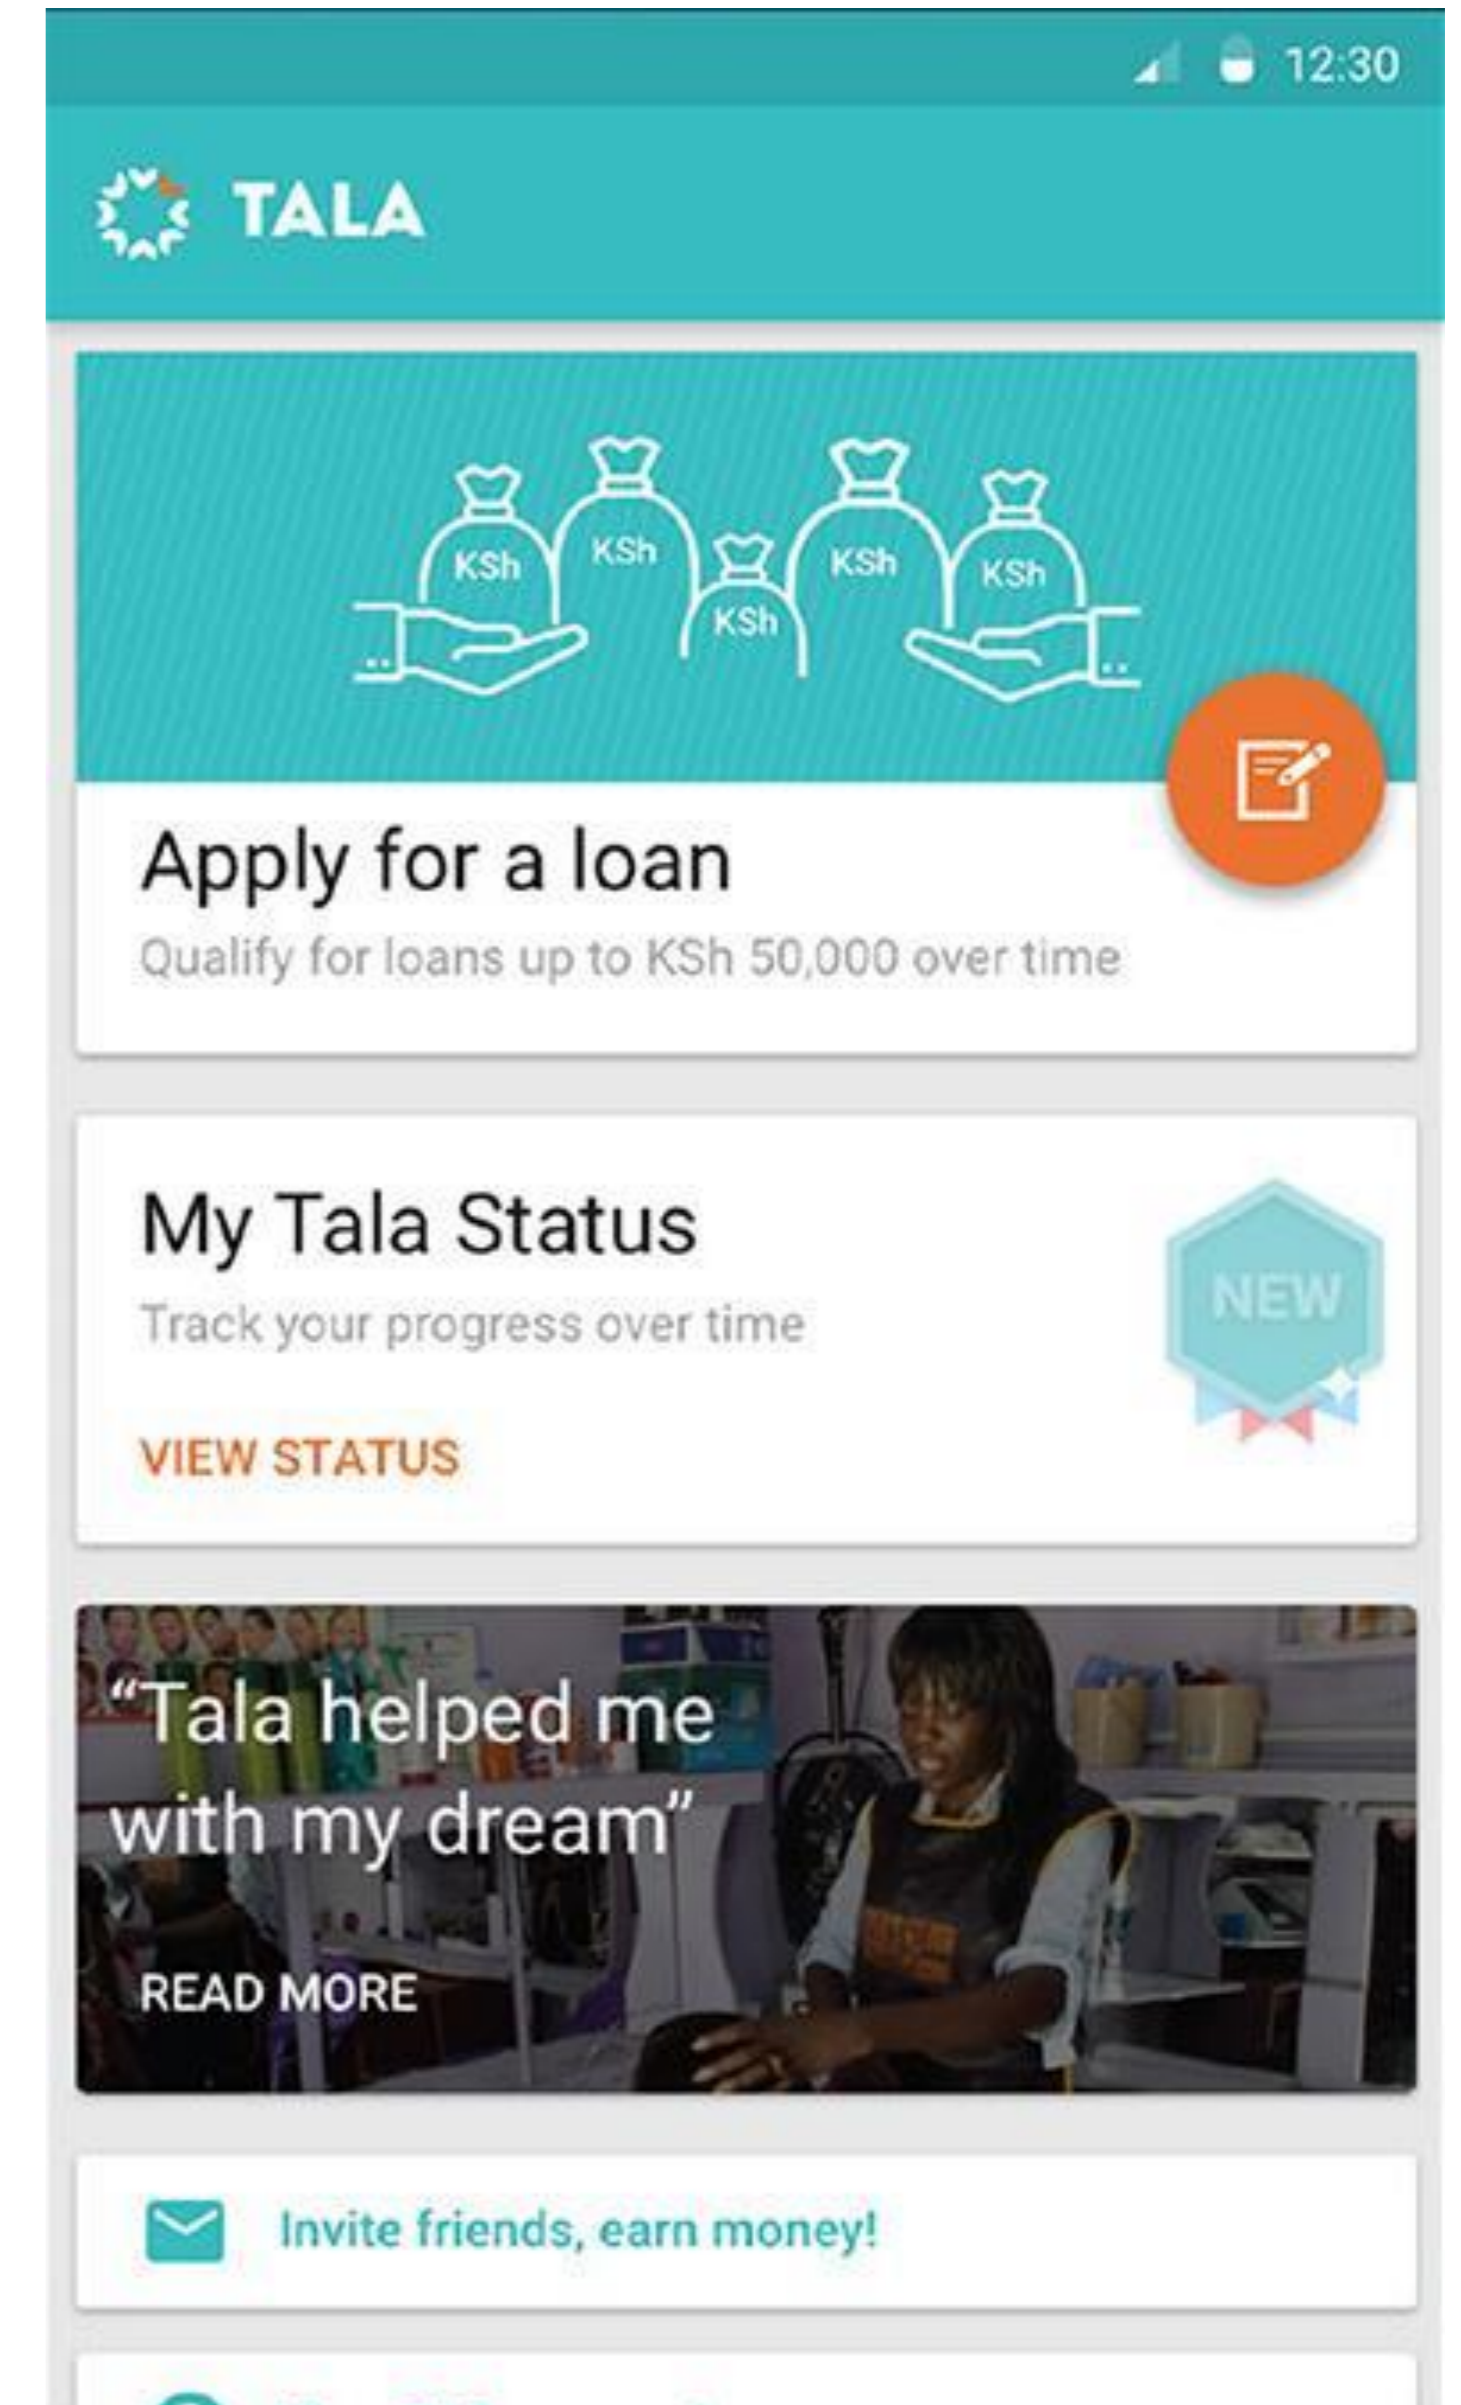 12:30
TALA
KSh
KSh
KSh
KSh
KSh
Apply for a loan
Qualify for loans up to KSh 50,000 over time
My Tala Status
Track your progress over time
NEW
VIEW STATUS
“Tala helped me
with my dream”
READ MORE
Invite friends, earn money!